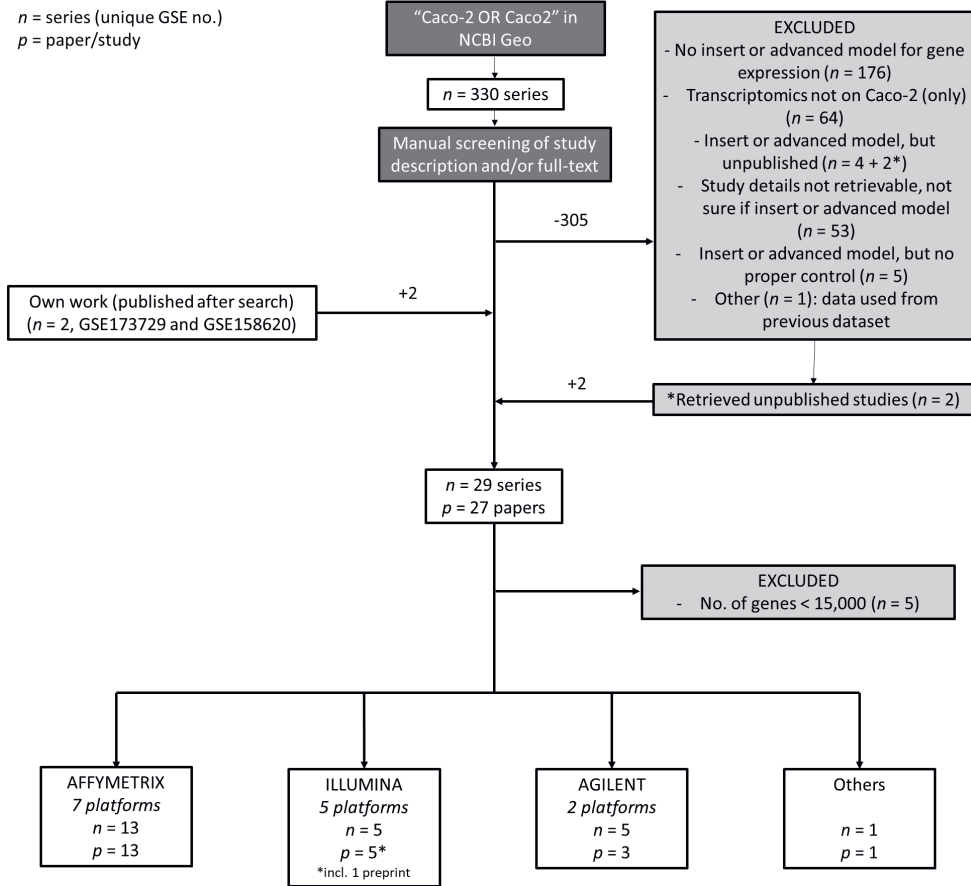 n = series (unique GSE no.)
p = paper/study
“Caco-2 OR Caco2” in
NCBI Geo
n = 330 series
Manual screening of study
description and/or full-text
EXCLUDED
- No insert or advanced model for gene
expression (n = 176)
- Transcriptomics not on Caco-2 (only)
(n = 64)
- Insert or advanced model, but
unpublished (n = 4 + 2*)
- Study details not retrievable, not
sure if insert or advanced model
(n = 53)
- Insert or advanced model, but no
proper control (n = 5)
- Other (n = 1): data used from
previous dataset
-305
Own work (published after search)
(n = 2, GSE173729 and GSE158620)
+2
+2
*Retrieved unpublished studies (n = 2)
n = 29 series
p = 27 papers
EXCLUDED
- No. of genes < 15,000 (n = 5)
AFFYMETRIX
7 platforms
n = 13
p = 13
ILLUMINA
5 platforms
n = 5
p = 5*
*incl. 1 preprint
AGILENT
2 platforms
n = 5
p = 3
Others
n = 1
p = 1